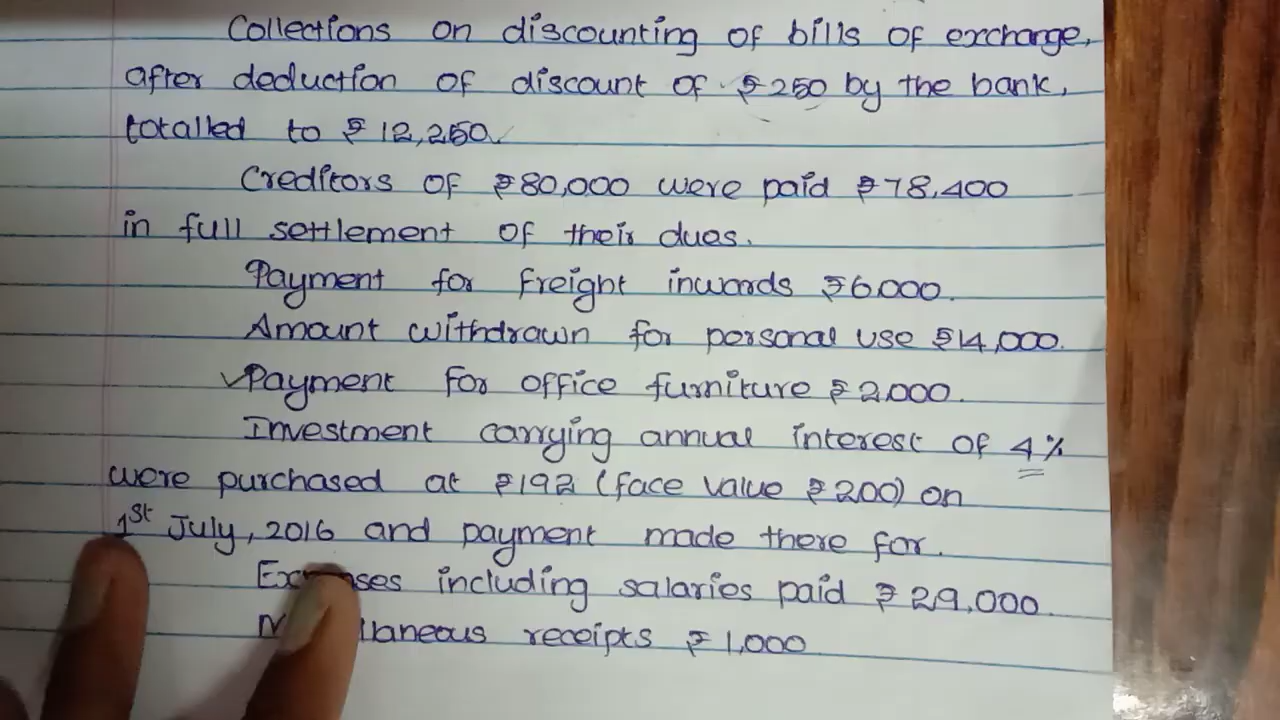 Collections on discounting of bills of exchange,
after deduction of discount of ₹250 by the bank,
totalled to ₹12,250.
Creditors of ₹80,000 were paid ₹78,400
in full settlement of their dues.
Payment for freight inwards ₹6000.
Amount withdrawn for personal use ₹14,000.
✓Payment for office furniture ₹2000.
Investment carrying annual interest of 4%
were purchased at ₹192 (face value ₹200) on
1st July, 2016 and payment made there for.
including salaries paid ₹29,000.
receipts ₹1,000